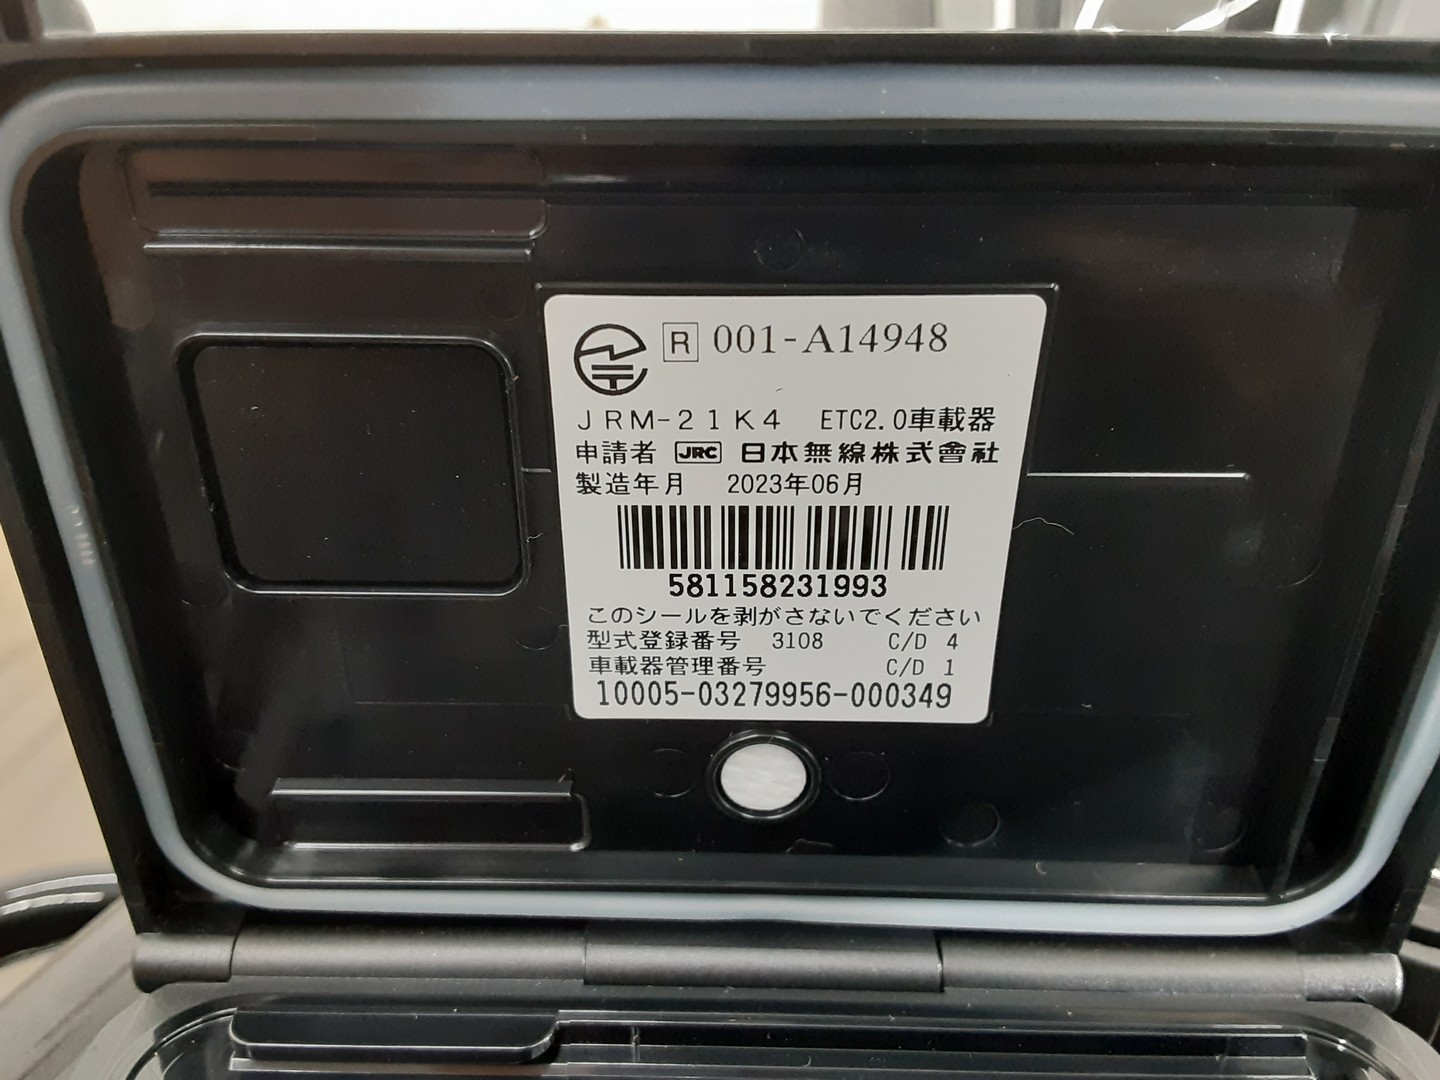 R 001-A14948
JRM-21K4 ETC2.0車載器
申請者 JRC 日本無線株式會社
製造年月 2023年06月
581158231993
このシールを剥がさないでください
型式登録番号 3108 C/D 4
車載器管理番号 C/D 1
10005-03279956-000349